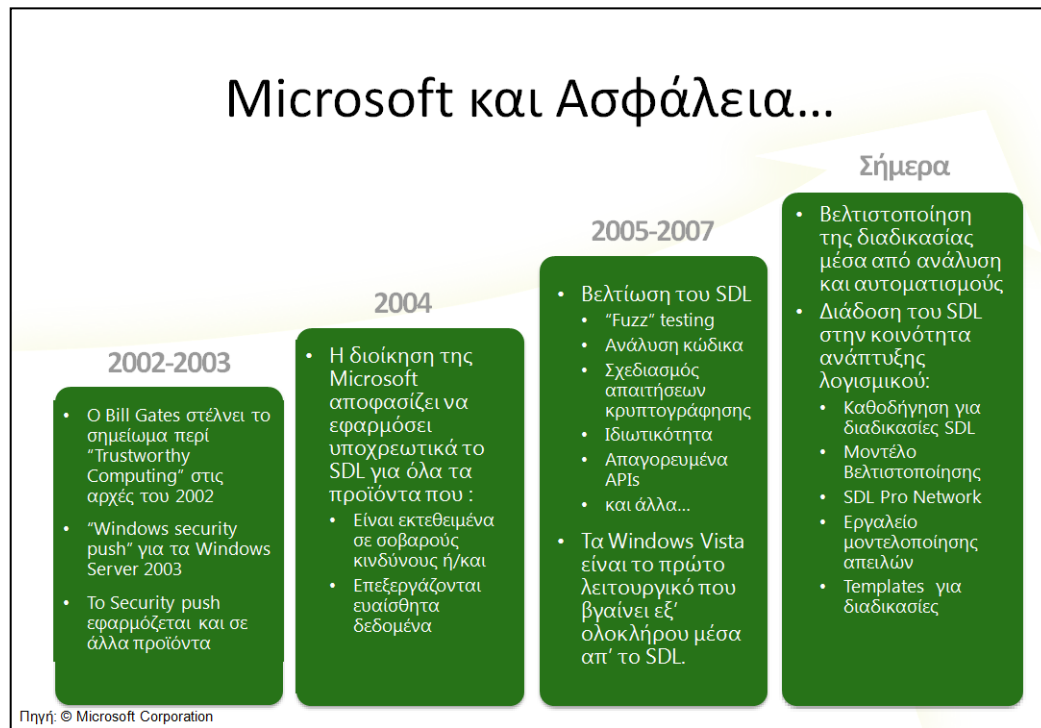 Microsoft και Ασφάλεια...
2002-2003
• Ο Bill Gates στέλνει το
σημείωμα περί
“Trustworthy
Computing” στις
αρχές του 2002
• “Windows security
push” για τα Windows
Server 2003
• Το Security push
εφαρμόζεται και σε
άλλα προϊόντα
2004
• Η διοίκηση της
Microsoft
αποφασίζει να
εφαρμόσει
υποχρεωτικά το
SDL για όλα τα
προϊόντα που :
• Είναι εκτεθειμένα
σε σοβαρούς
κινδύνους ή/και
• Επεξεργάζονται
ευαίσθητα
δεδομένα
2005-2007
• Βελτίωση του SDL
• “Fuzz” testing
• Ανάλυση κώδικα
• Σχεδιασμός
απαιτήσεων
κρυπτογράφησης
• Ιδιωτικότητα
• Απαγορευμένα
APIs
• και άλλα...
• Τα Windows Vista
είναι το πρώτο
λειτουργικό που
βγαίνει εξ’
ολοκλήρου μέσα
απ’ το SDL.
Σήμερα
• Βελτιστοποίηση
της διαδικασίας
μέσα από ανάλυση
και αυτοματισμούς
• Διάδοση του SDL
στην κοινότητα
ανάπτυξης
λογισμικού:
• Καθοδήγηση για
διαδικασίες SDL
• Μοντέλο
Βελτιστοποίησης
• SDL Pro Network
• Εργαλείο
μοντελοποίησης
απειλών
• Templates για
διαδικασίες
Πηγή: © Microsoft Corporation